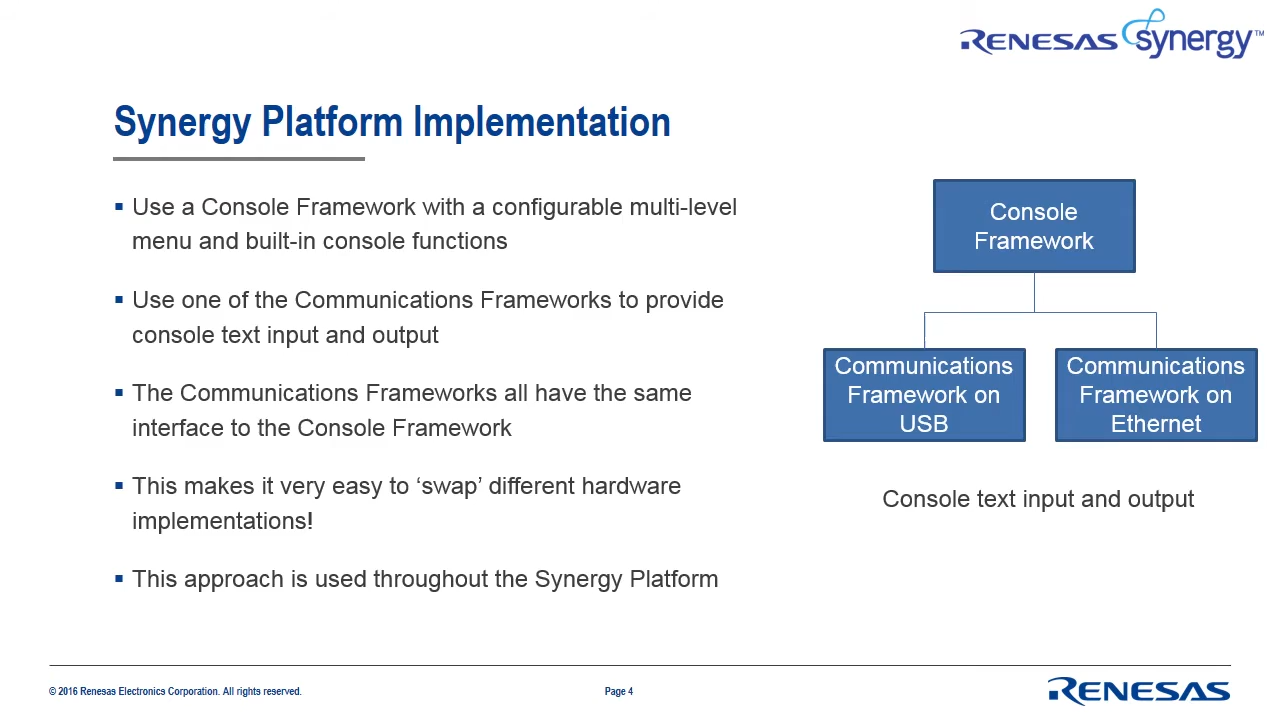 RENESAS synergy™
Synergy Platform Implementation
▪ Use a Console Framework with a configurable multi-level
menu and built-in console functions
▪ Use one of the Communications Frameworks to provide
console text input and output
▪ The Communications Frameworks all have the same
interface to the Console Framework
▪ This makes it very easy to ‘swap’ different hardware
implementations!
▪ This approach is used throughout the Synergy Platform
Console
Framework
Communications
Framework on
USB
Communications
Framework on
Ethernet
Console text input and output
© 2016 Renesas Electronics Corporation. All rights reserved.
Page 4
RENESAS